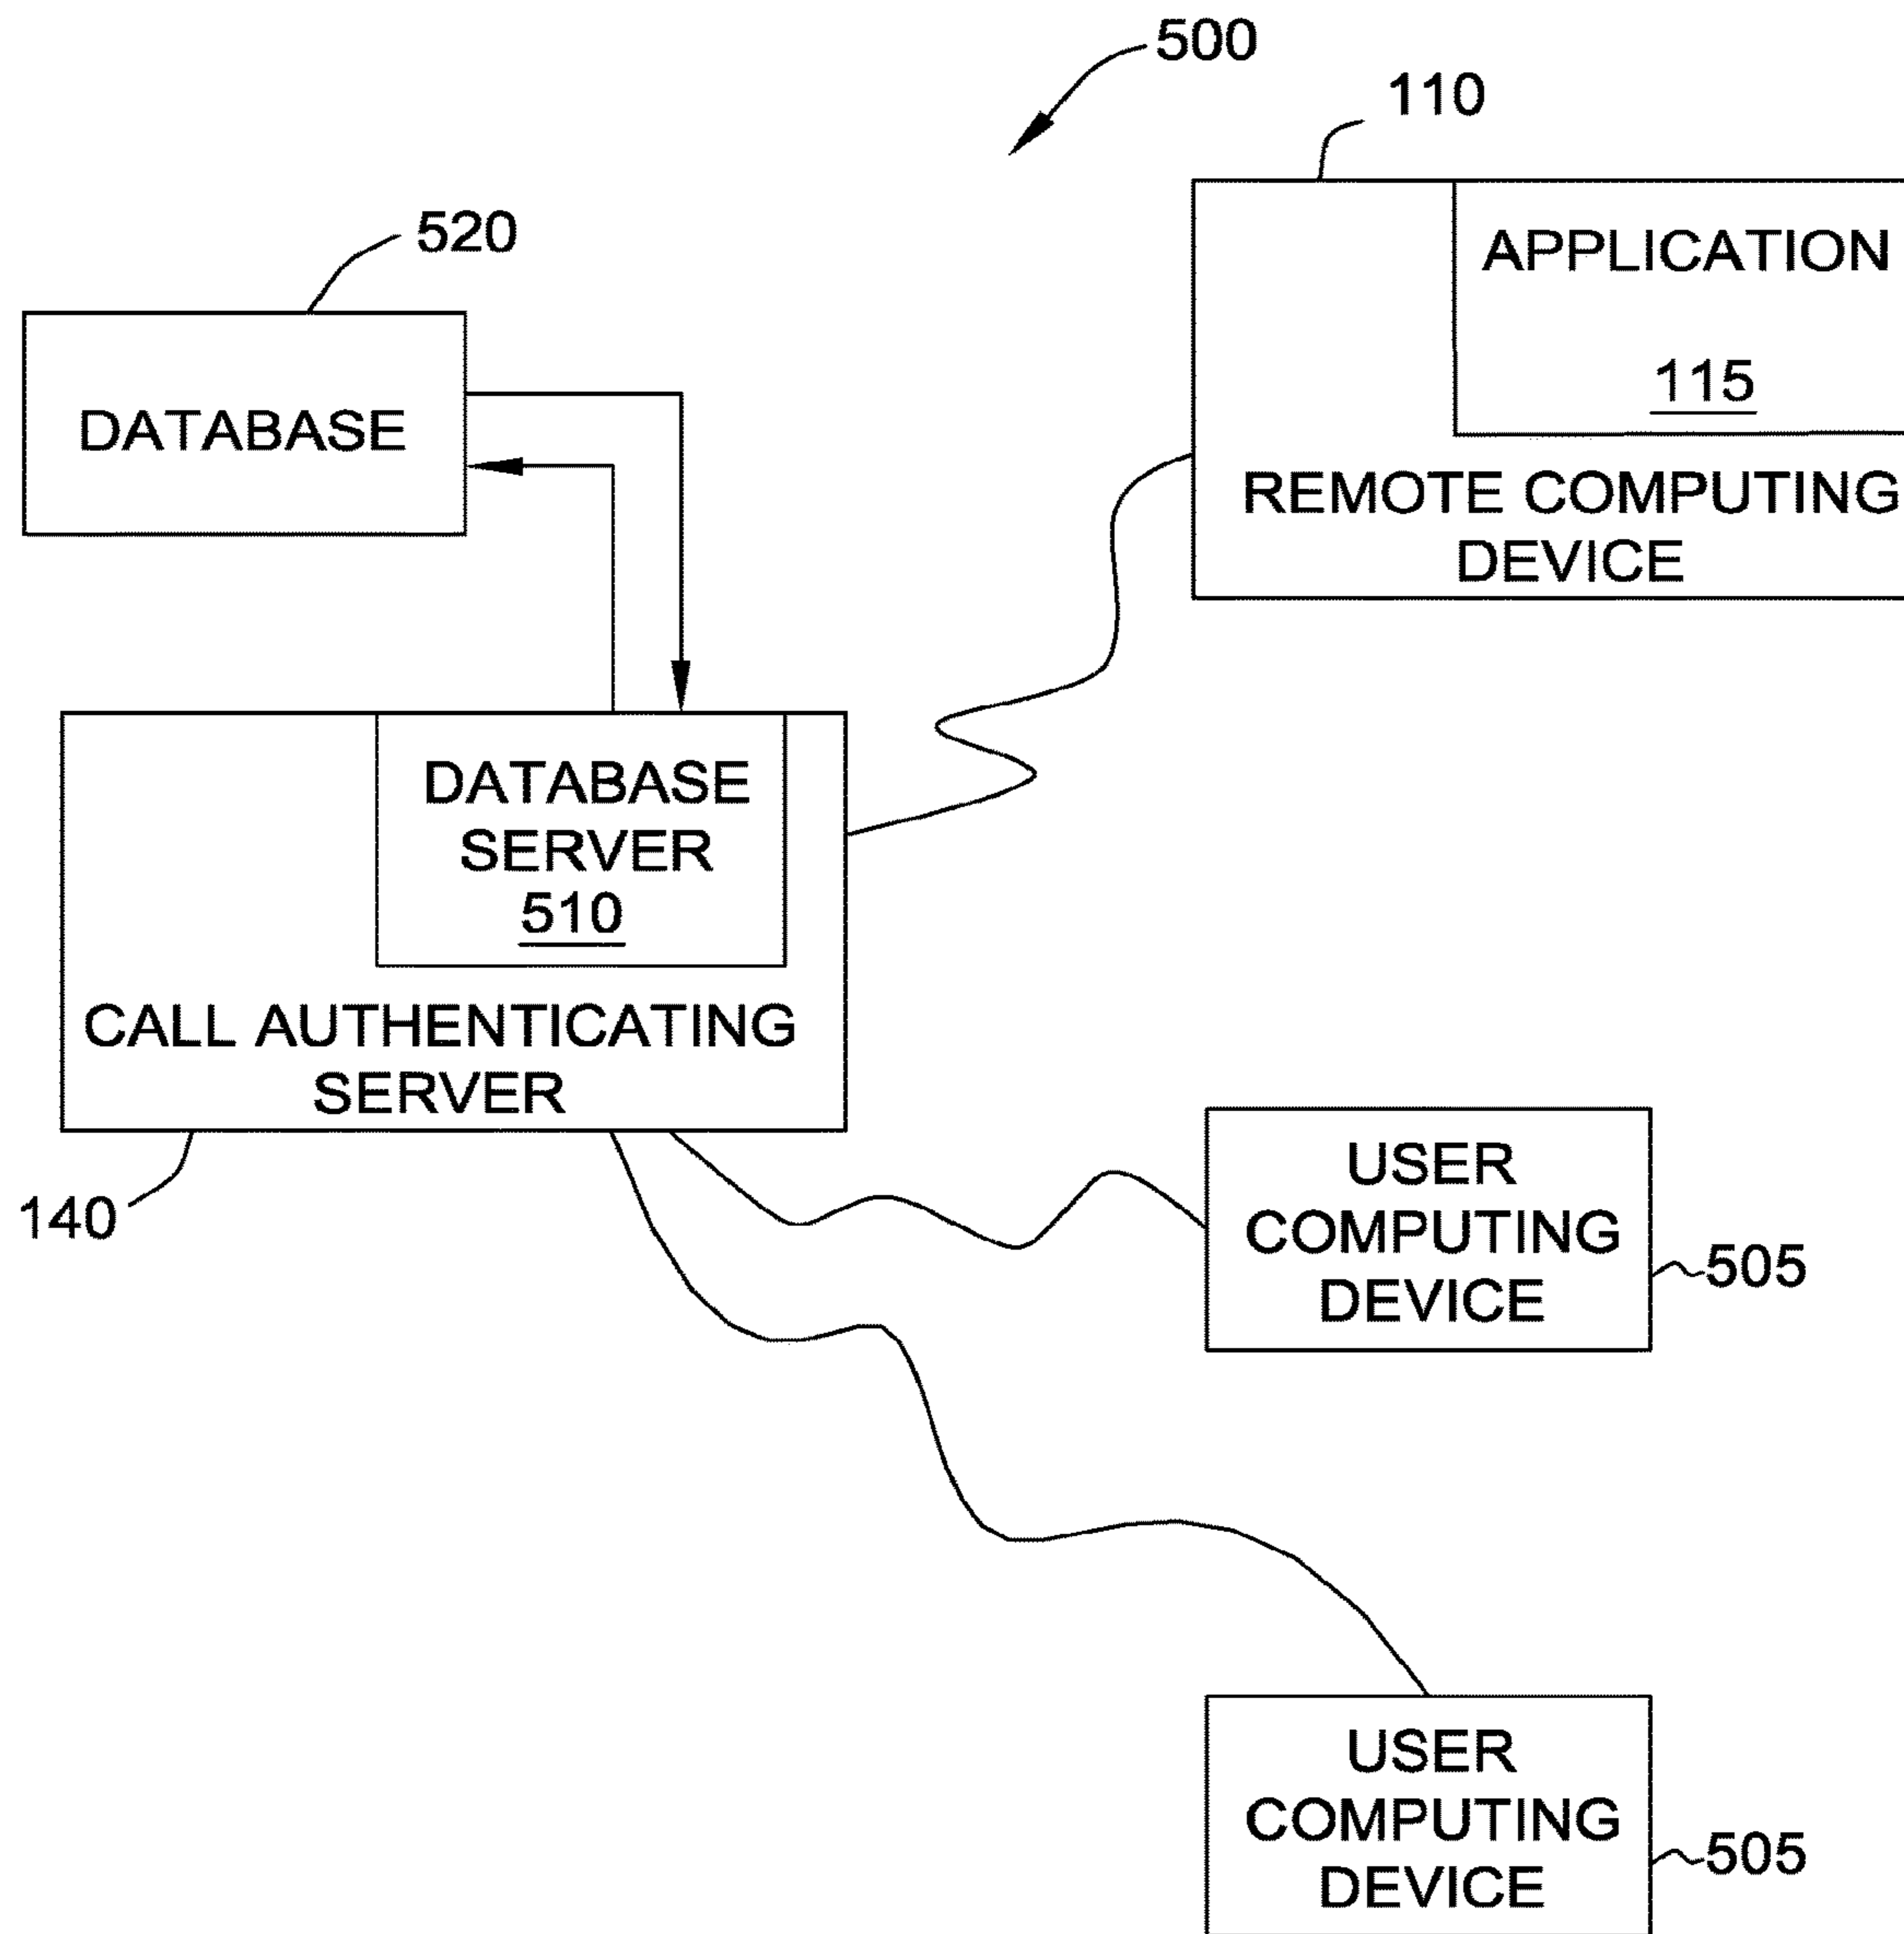 500
110
520
APPLICATION
115
DATABASE
REMOTE COMPUTING
DEVICE
DATABASE
SERVER
510
CALL AUTHENTICATING
SERVER
140
USER
COMPUTING
DEVICE
505
USER
COMPUTING
DEVICE
505